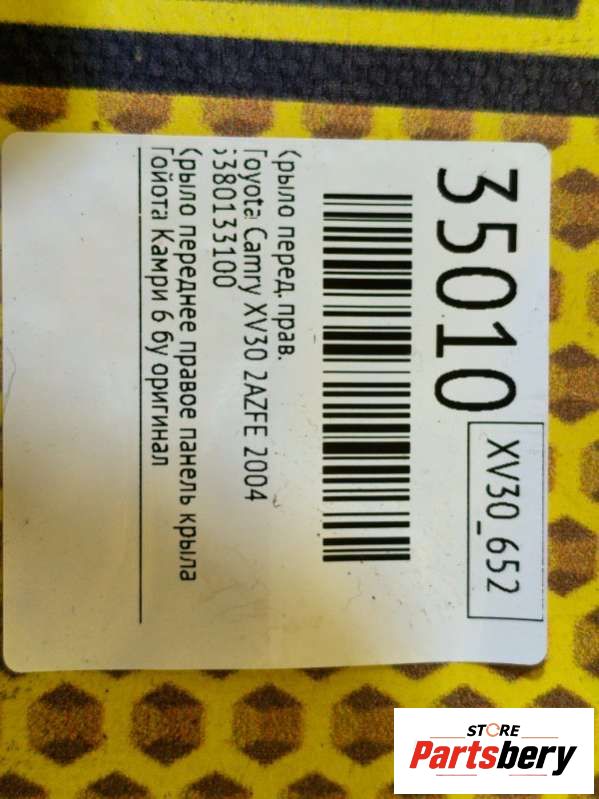 35010
XV30_652
Крыло перед. прав.
Toyota Camry XV30 2AZFE 2004
5380133100
Крыло переднее правое панель крыла
Тойота Камри 6 бу оригинал
STORE
Partsbery